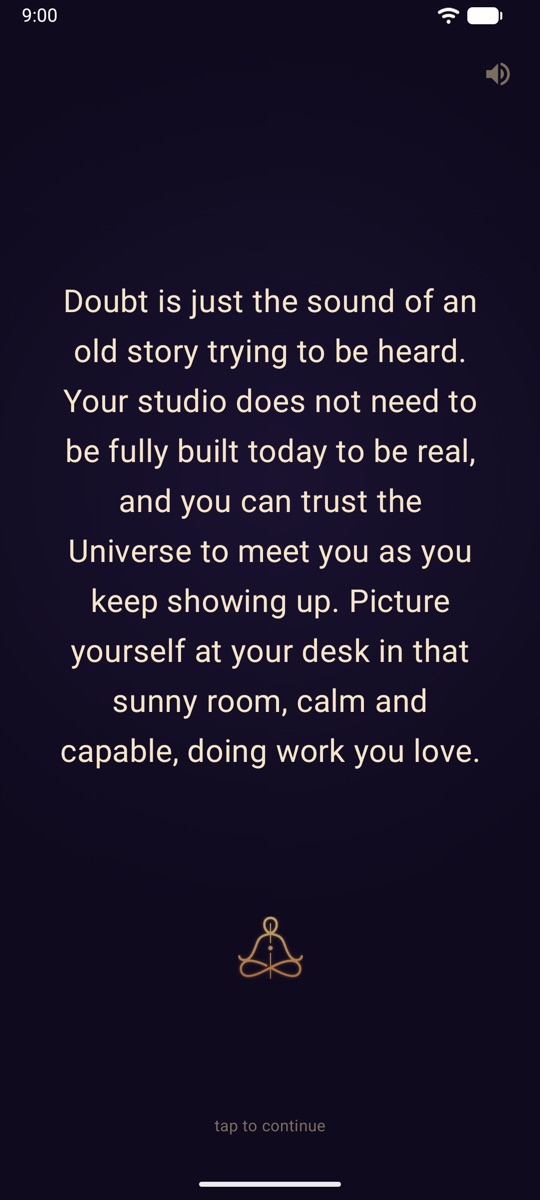 9:00
Doubt is just the sound of an
old story trying to be heard.
Your studio does not need to
be fully built today to be real,
and you can trust the
Universe to meet you as you
keep showing up. Picture
yourself at your desk in that
sunny room, calm and
capable, doing work you love.
tap to continue